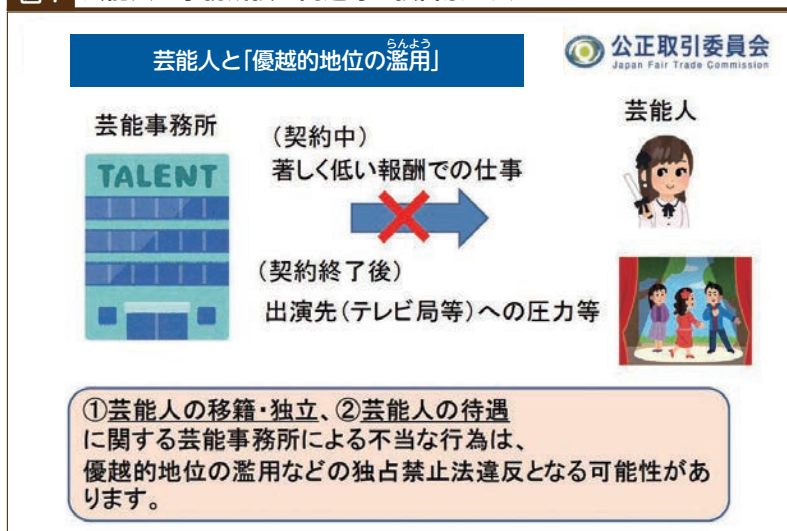 芸能人と「優越的地位の濫用」
らんよう
公正取引委員会
Japan Fair Trade Commission
芸能事務所
TALENT
(契約中)
著しく低い報酬での仕事
(契約終了後)
出演先(テレビ局等)への圧力等
芸能人
①芸能人の移籍・独立、②芸能人の待遇
に関する芸能事務所による不当な行為は、
優越的地位の濫用などの独占禁止法違反となる可能性があ
ります。